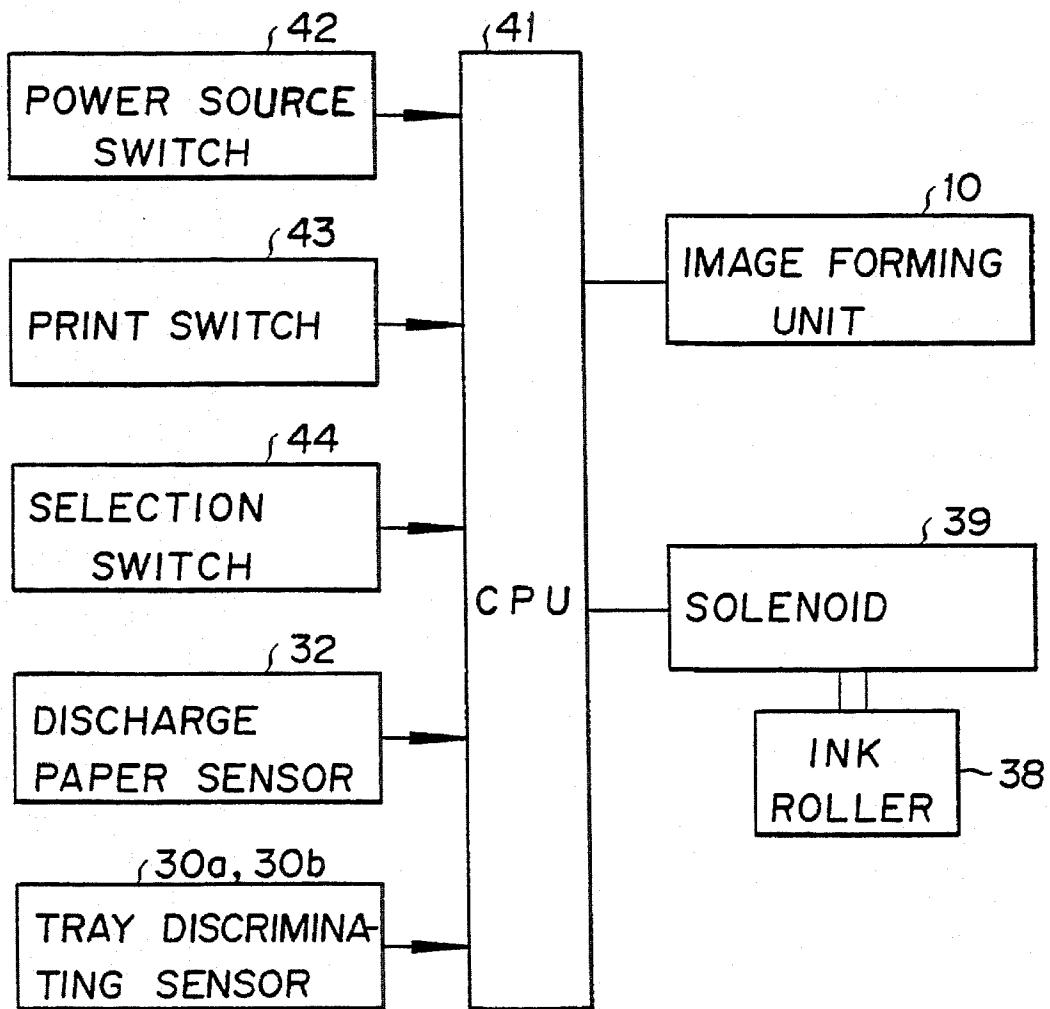 42
POWER SOURCE
SWITCH
43
PRINT SWITCH
44
SELECTION
SWITCH
32
DISCHARGE
PAPER SENSOR
30a, 30b
TRAY DISCRIMINA-
TING SENSOR
41
CPU
10
IMAGE FORMING
UNIT
39
SOLENOID
INK
ROLLER
38